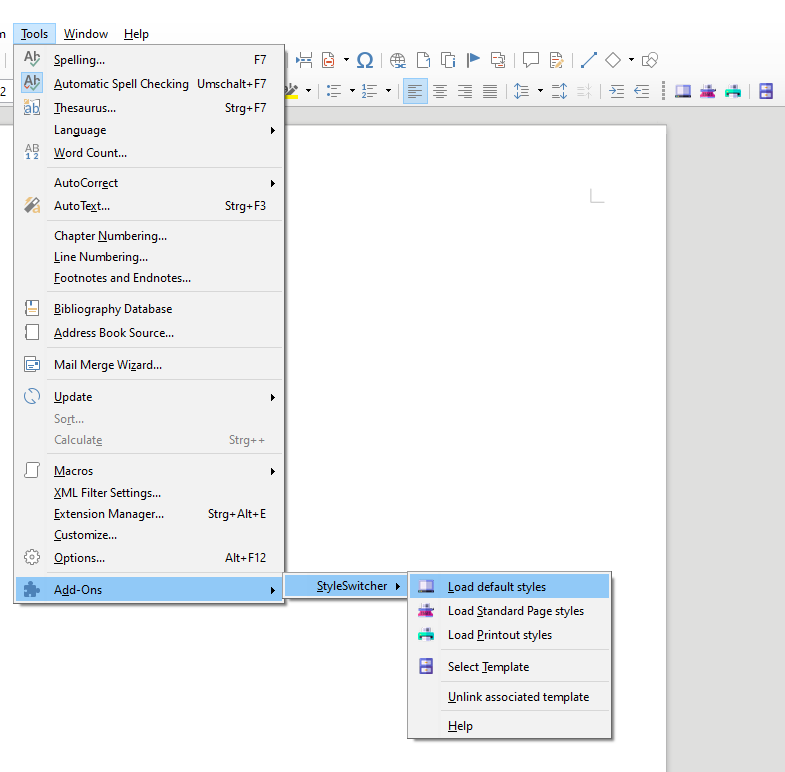 m Tools Window Help
Spelling... F7
Automatic Spell Checking Umschalt+F7
2
Thesaurus... Strg+F7
Language
Word Count...
AutoCorrect
AutoText... Strg+F3
Chapter Numbering...
Line Numbering...
Footnotes and Endnotes...
Bibliography Database
Address Book Source...
Mail Merge Wizard...
Update
Sort...
Calculate Strg++
Macros
XML Filter Settings...
Extension Manager... Strg+Alt+E
Customize...
Options... Alt+F12
Add-Ons
StyleSwitcher
Load default styles
Load Standard Page styles
Load Printout styles
Select Template
Unlink associated template
Help